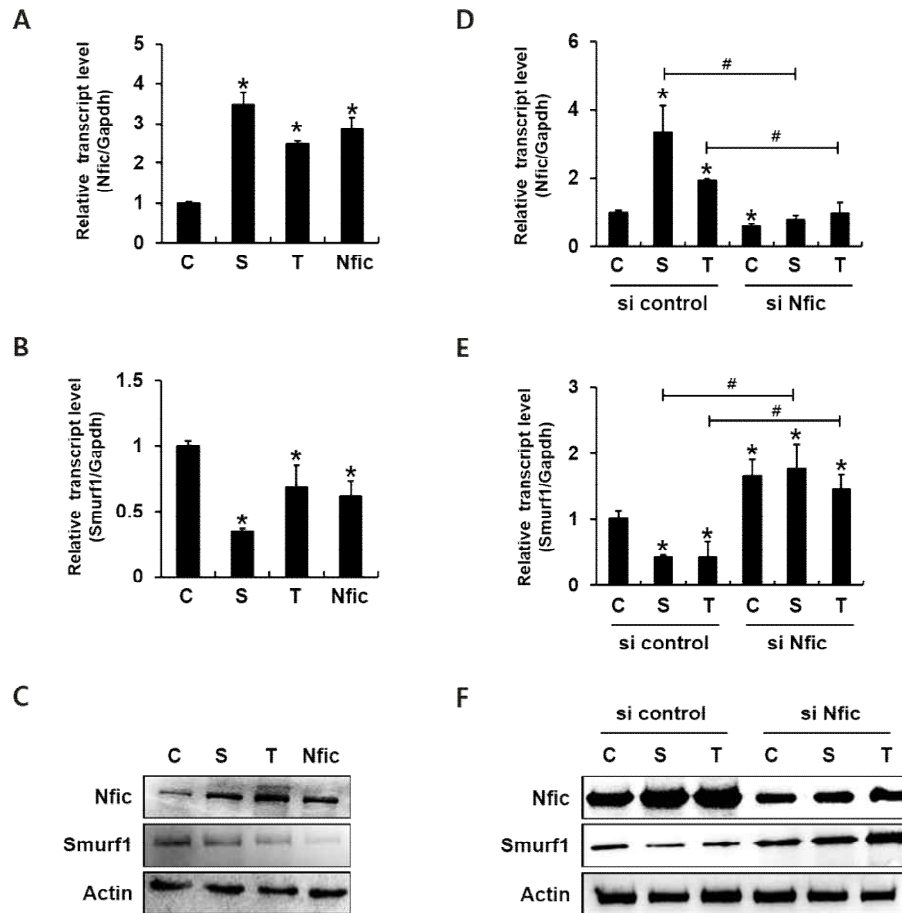 A
Relative transcript level
(Nfic/Gapdh)
5
4
3
2
1
0
*
*
*
C S T Nfic
B
Relative transcript level
(Smurf1/Gapdh)
1.5
1
0.5
0
*
*
*
C S T Nfic
C
C S T Nfic
Nfic
Smurf1
Actin
D
Relative transcript level
(Nfic/Gapdh)
6
4
2
0
#
#
*
*
*
C S T C S T
si control si Nfic
E
Relative transcript level
(Smurf1/Gapdh)
3
2
1
0
#
#
*
*
*
*
*
C S T C S T
si control si Nfic
F
si control si Nfic
C S T C S T
Nfic
Smurf1
Actin